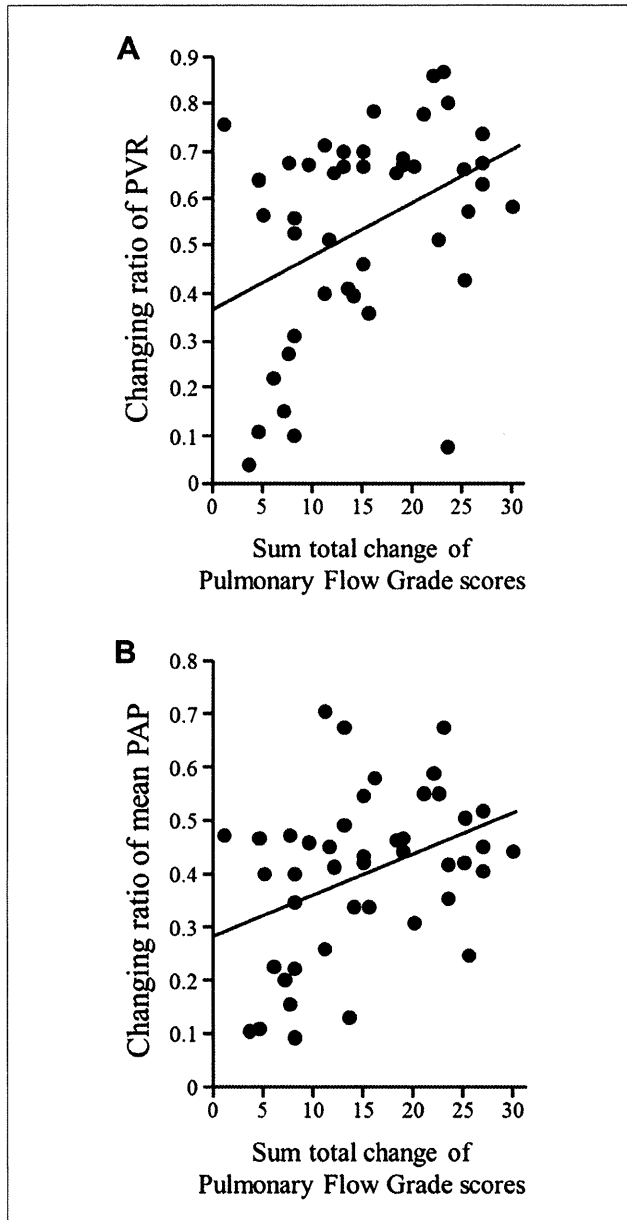 A
0.9
0.8
0.7
0.6
0.5
0.4
0.3
0.2
0.1
0
0 5 10 15 20 25 30
Changing ratio of PVR
Sum total change of
Pulmonary Flow Grade scores
B
0.8
0.7
0.6
0.5
0.4
0.3
0.2
0.1
0
0 5 10 15 20 25 30
Changing ratio of mean PAP
Sum total change of
Pulmonary Flow Grade scores